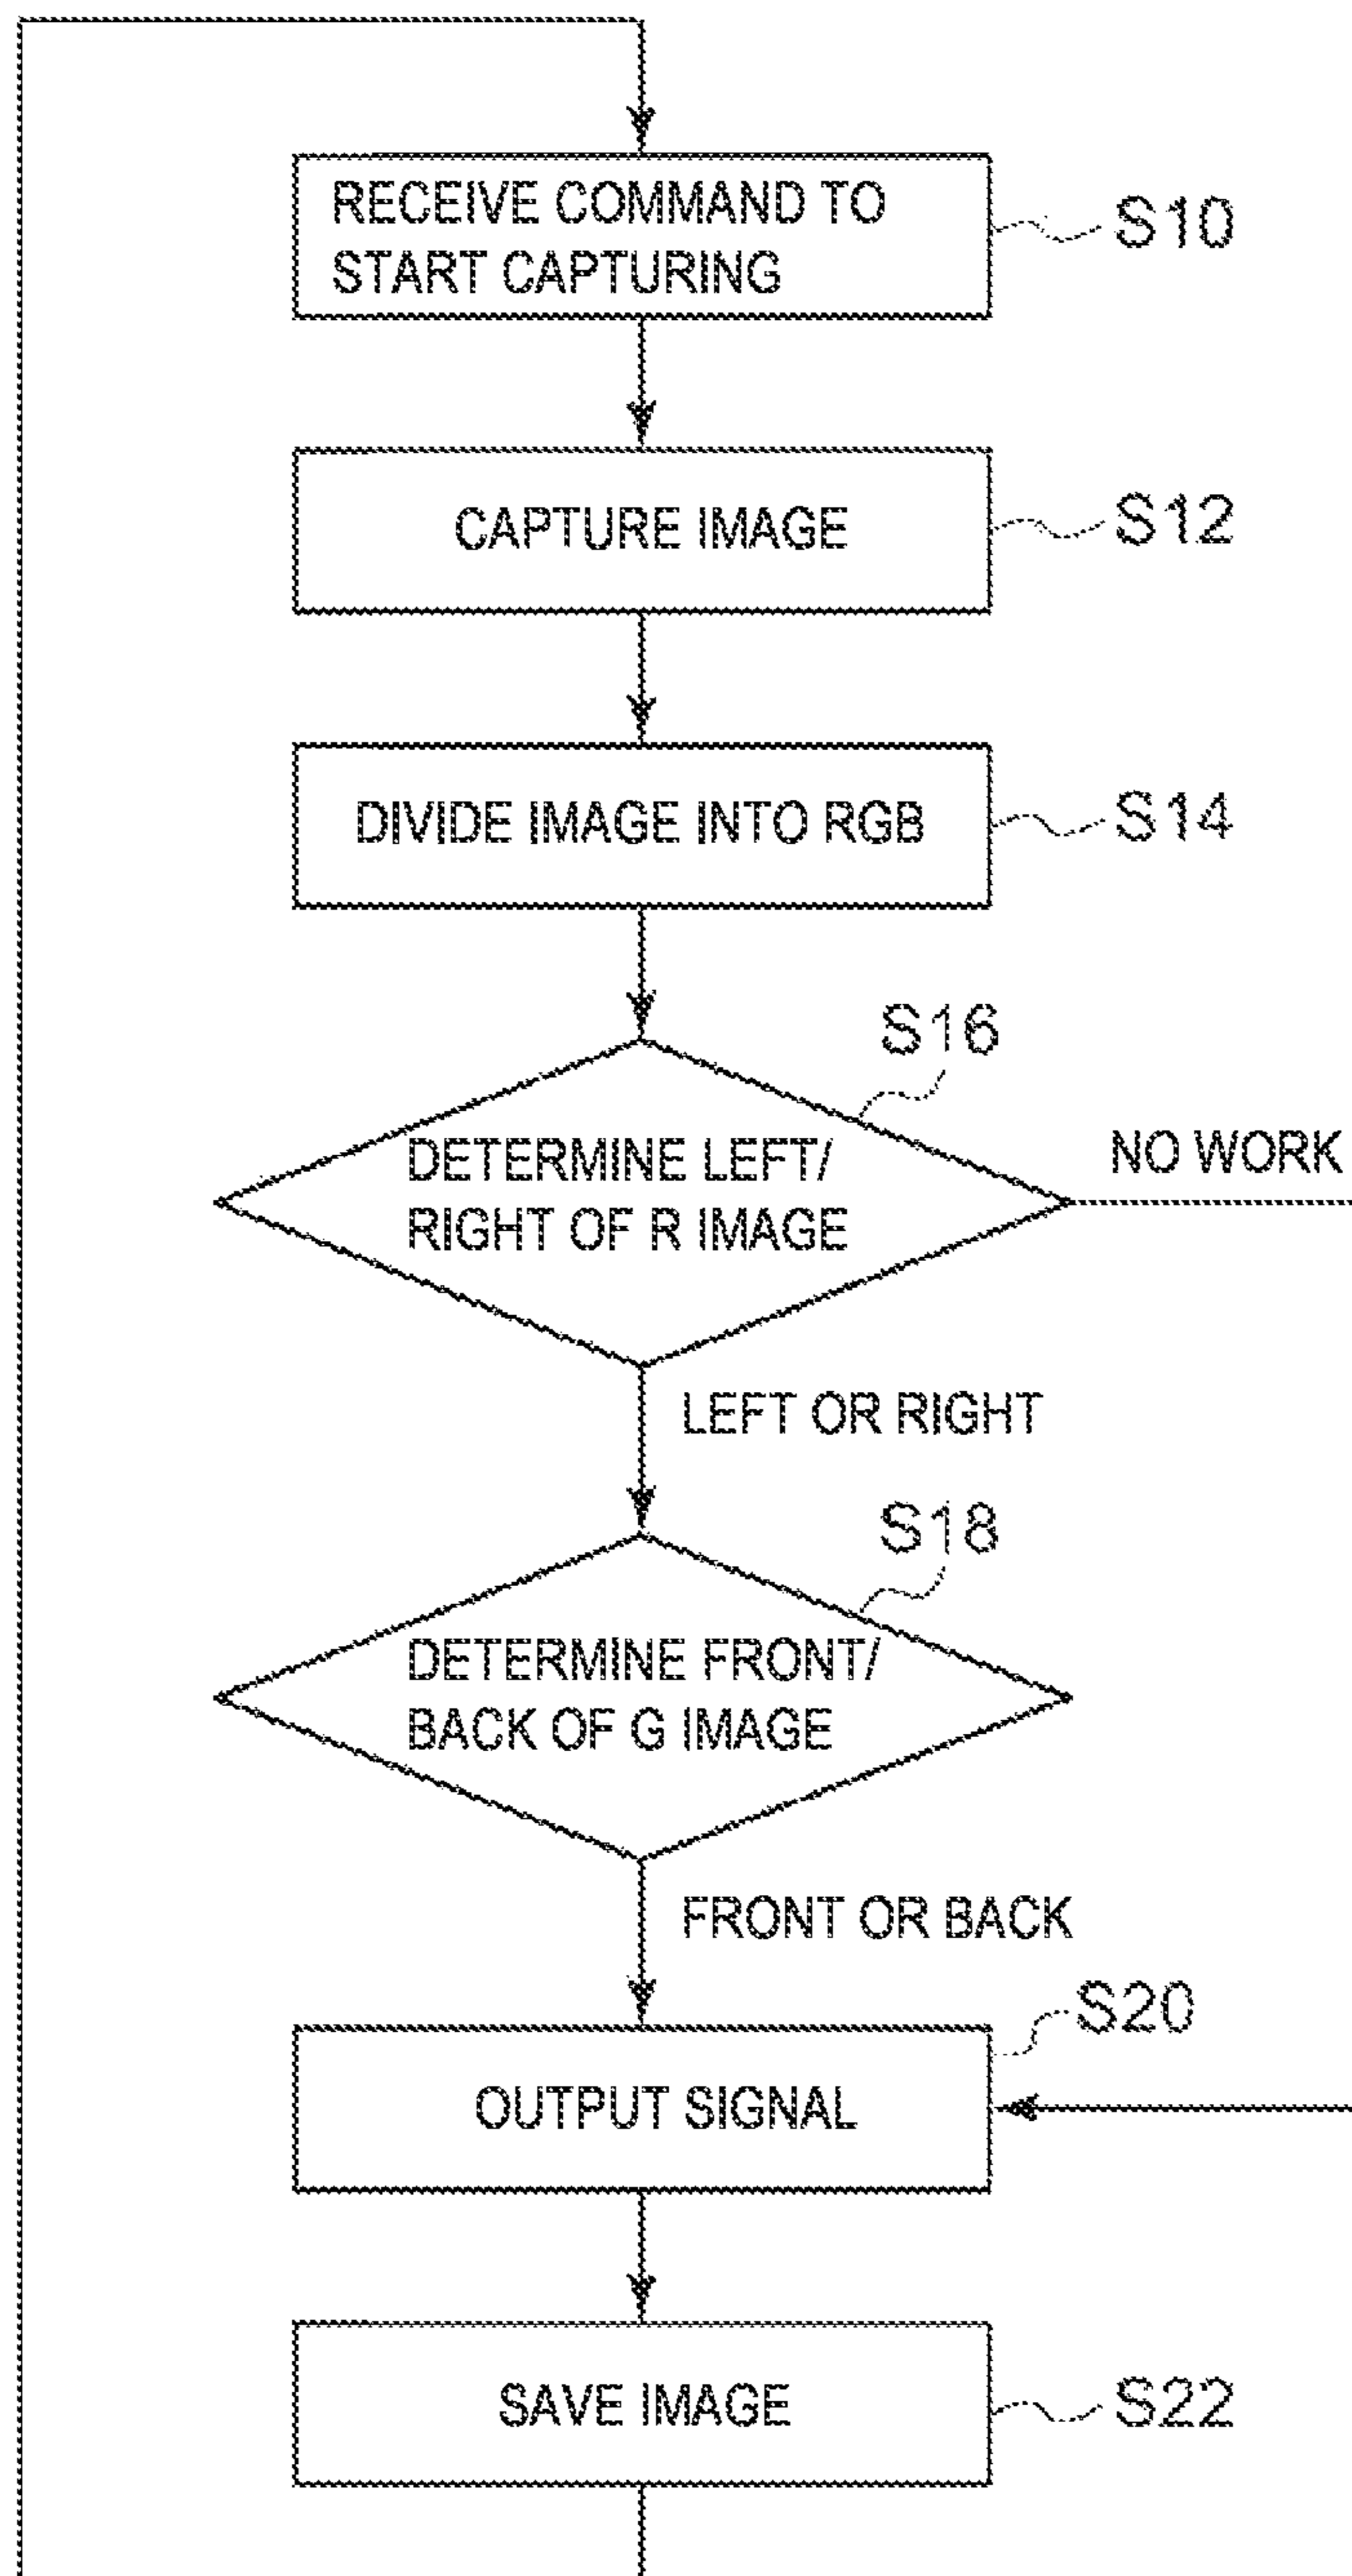 RECEIVE COMMAND TO
START CAPTURING
S10
CAPTURE IMAGE
S12
DIVIDE IMAGE INTO RGB
S14
S16
DETERMINE LEFT/
RIGHT OF R IMAGE
NO WORK
LEFT OR RIGHT
S18
DETERMINE FRONT/
BACK OF G IMAGE
FRONT OR BACK
S20
OUTPUT SIGNAL
SAVE IMAGE
S22